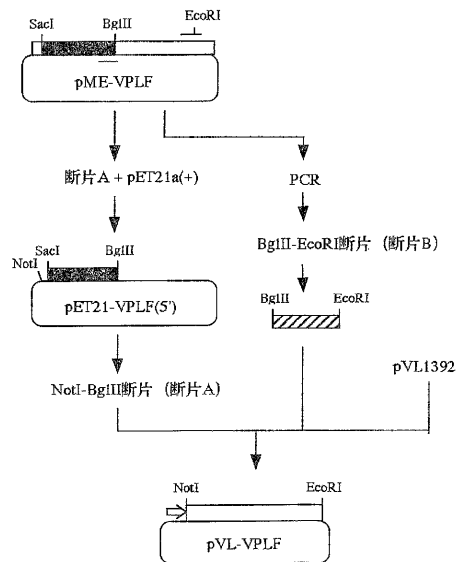 SacI BglII EcoRI
pME-VPLF
断片A + pET21a(+)
PCR
BglII-EcoRI断片 (断片B)
SacI BglII
NotI
BglII EcoRI
pET21-VPLF(5')
pVL1392
NotI-BglII断片 (断片A)
NotI EcoRI
pVL-VPLF